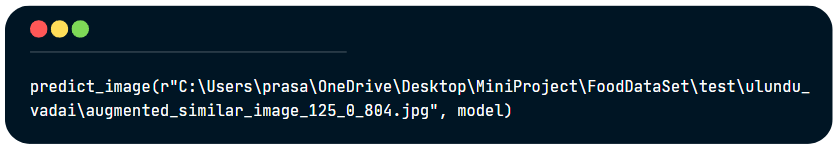 predict_image(r"C:\Users\prasa\OneDrive\Desktop\MiniProject\FoodDataSet\test\ulundu_
vadai\augmented_similar_image_125_0_804.jpg", model)